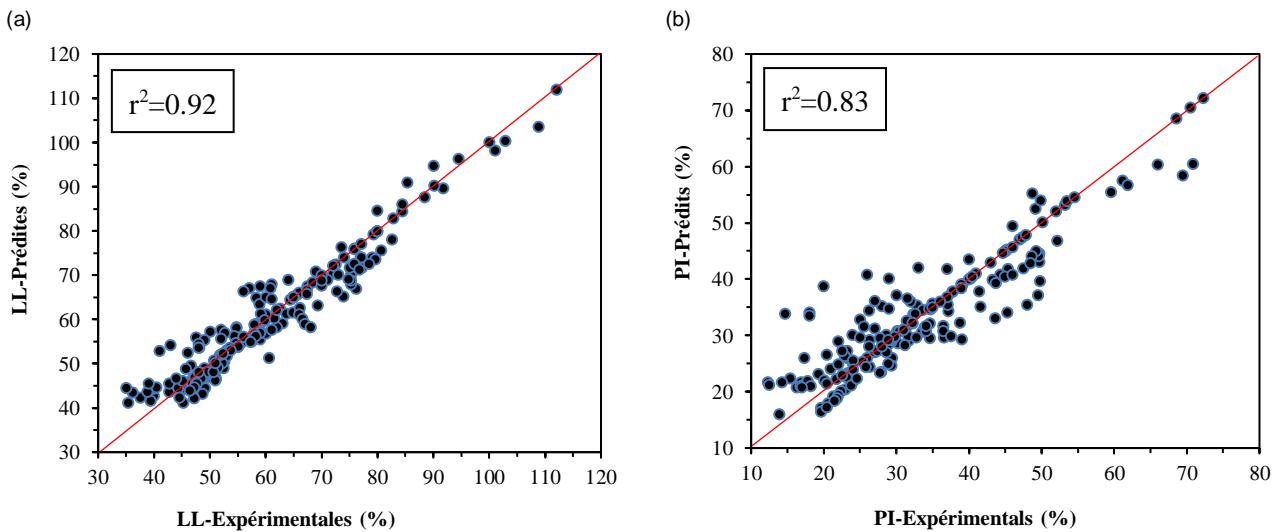 (a)
120
110
100
90
80
70
60
50
40
30
LL-Prédites (%)
r²=0.92
30 40 50 60 70 80 90 100 110 120
LL-Expérimentales (%)
(b)
80
70
60
50
40
30
20
10
PI-Prédits (%)
r²=0.83
10 20 30 40 50 60 70 80
PI-Expérimentals (%)